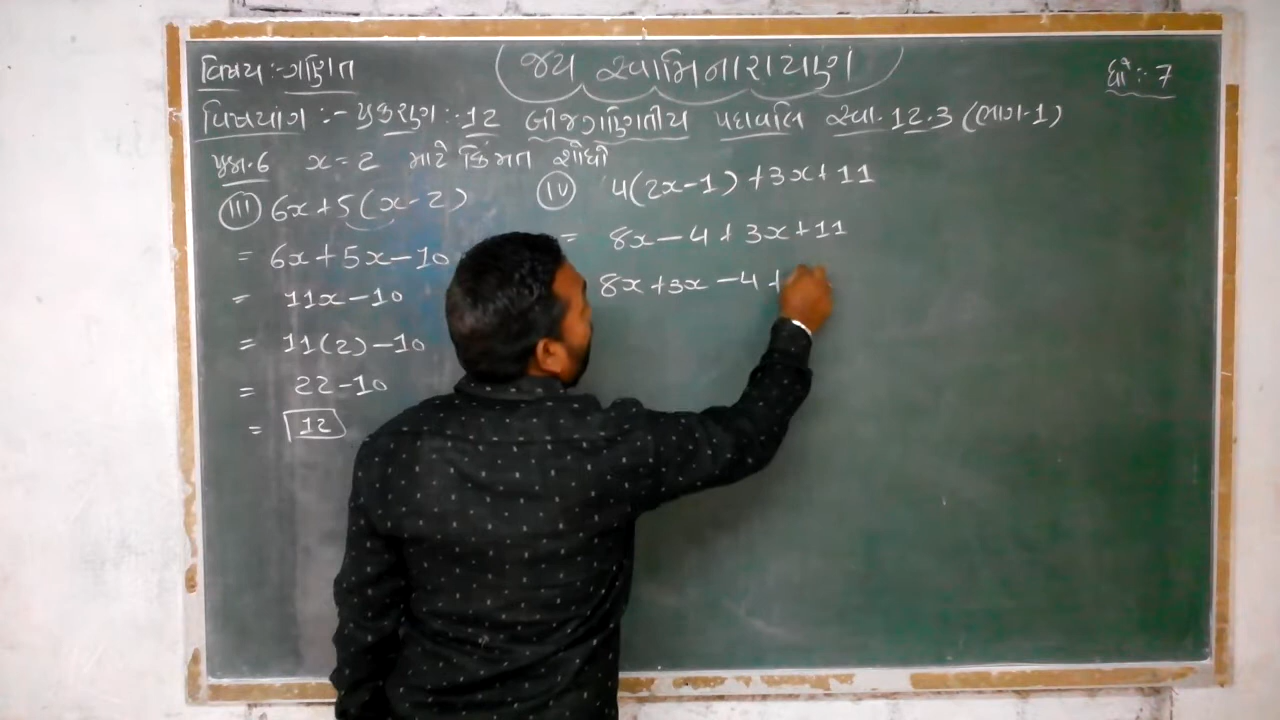 જય સ્વામિનારાયણ
વિષય:-ગણિત
ધો:-7
વિષયાંગ:- પ્રકરણ:-12 બીજગણિતીય પદાવલિ સ્વા. 12.3 (ભાગ-1)
પ્રશ્ન.6 x=2 માટે કિંમત શોધો
(iii) 6x+5(x-2)
= 6x+5x-10
= 11x-10
= 11(2)-10
= 22-10
= 12
(iv) 4(2x-1)+3x+11
= 8x-4+3x+11
8x+3x-4+